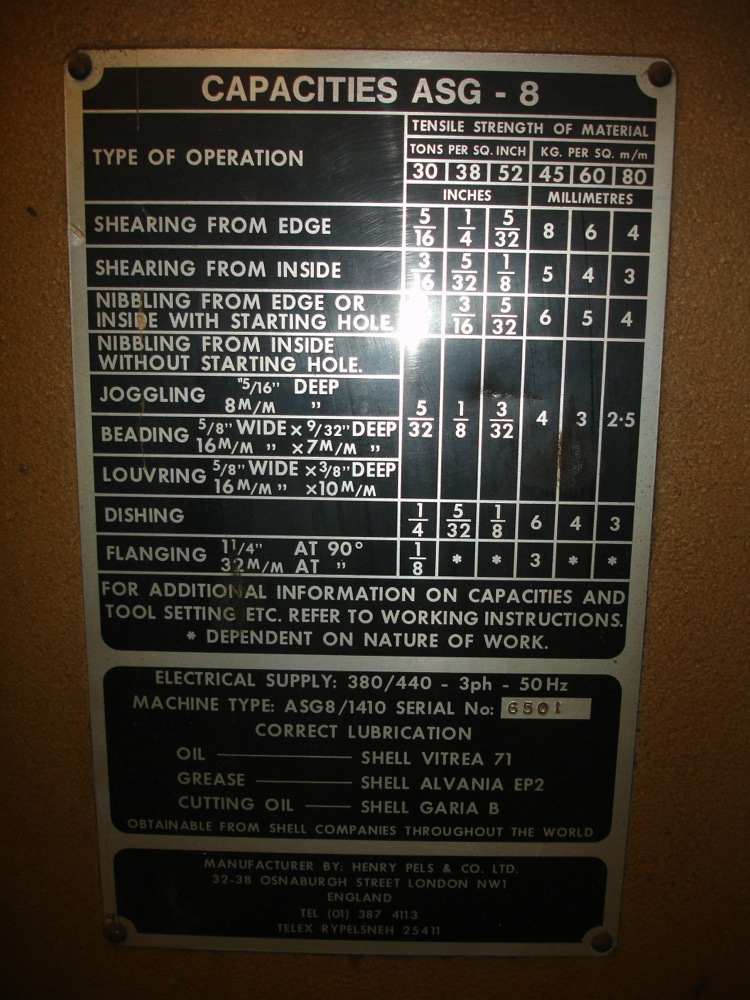 CAPACITIES ASG - 8
TYPE OF OPERATION
TENSILE STRENGTH OF MATERIAL
TONS PER SQ. INCH KG. PER SQ. m/m
30 38 52 45 60 80
INCHES MILLIMETRES
SHEARING FROM EDGE 5/16 1/4 5/32 8 6 4
SHEARING FROM INSIDE 3/16 5/32 1/8 5 4 3
NIBBLING FROM EDGE OR
INSIDE WITH STARTING HOLE. 3/16 5/32 6 5 4
NIBBLING FROM INSIDE
WITHOUT STARTING HOLE.
JOGGLING "5/16" DEEP
8M/M "
BEADING 5/8" WIDE x 9/32" DEEP
16M/M " x7M/M "
5/32 1/8 3/32 4 3 2·5
LOUVRING 5/8" WIDE x3/8" DEEP
16M/M " x10M/M
DISHING 1/4 5/32 1/8 6 4 3
FLANGING 1 1/4" AT 90°
32M/M AT "
1/8 * * 3 * *
FOR ADDITIONAL INFORMATION ON CAPACITIES AND
TOOL SETTING ETC. REFER TO WORKING INSTRUCTIONS.
* DEPENDENT ON NATURE OF WORK.
ELECTRICAL SUPPLY: 380/440 - 3ph - 50Hz
MACHINE TYPE: ASG8/1410 SERIAL No: 6501
CORRECT LUBRICATION
OIL SHELL VITREA 71
GREASE SHELL ALVANIA EP2
CUTTING OIL SHELL GARIA B
OBTAINABLE FROM SHELL COMPANIES THROUGHOUT THE WORLD
MANUFACTURER BY: HENRY PELS & CO. LTD.
32-38 OSNABURGH STREET LONDON NW1
ENGLAND
TEL (01) 387 4113
TELEX RYPELSNEH 25411